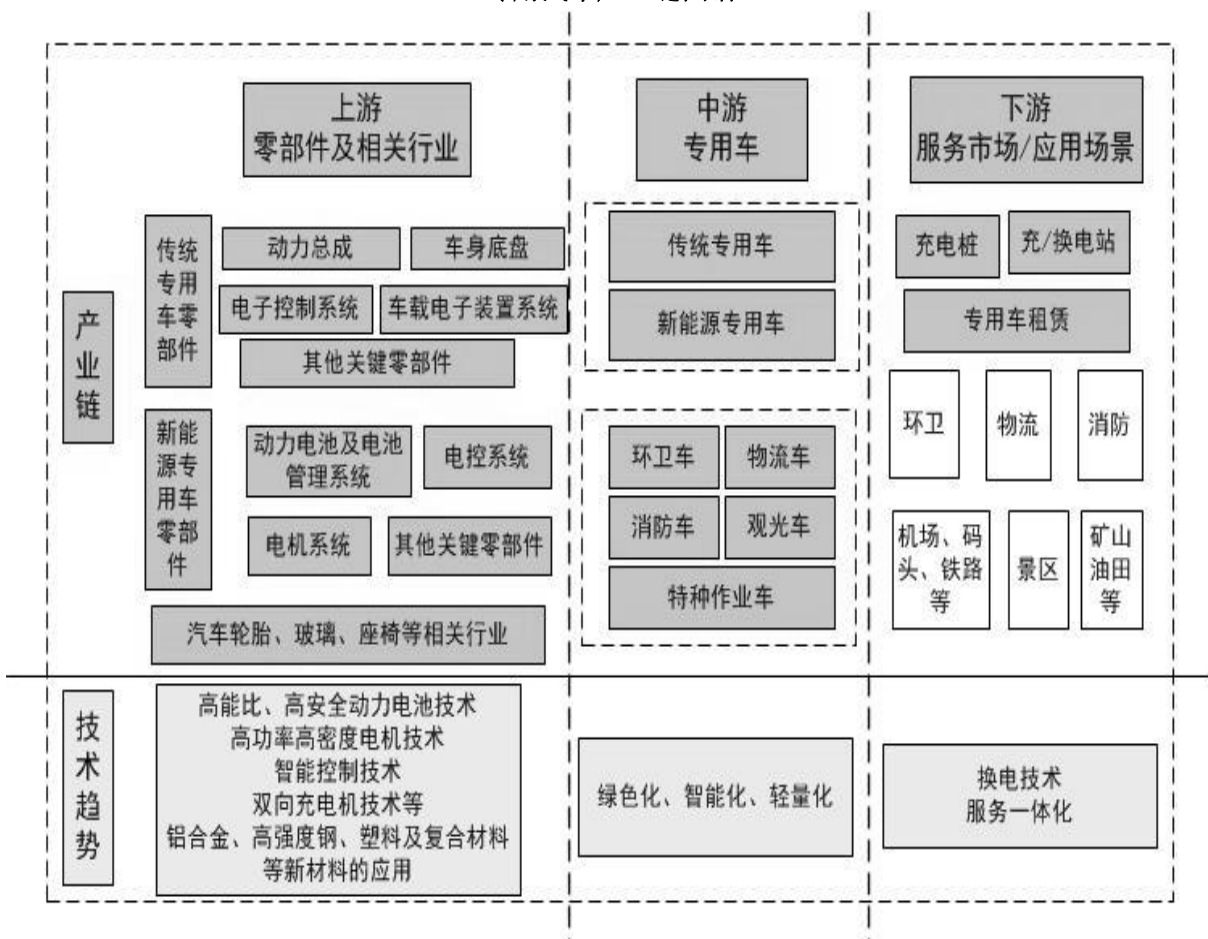 上游
零部件及相关行业
中游
专用车
下游
服务市场/应用场景
产
业
链
传统
专用
车零
部件
动力总成
车身底盘
电子控制系统
车载电子装置系统
其他关键零部件
新能
源专
用车
零部
件
动力电池及电池
管理系统
电控系统
电机系统
其他关键零部件
汽车轮胎、玻璃、座椅等相关行业
传统专用车
新能源专用车
环卫车
物流车
消防车
观光车
特种作业车
充电桩
充/换电站
专用车租赁
环卫
物流
消防
机场、码
头、铁路
等
景区
矿山
油田
等
技
术
趋
势
高能比、高安全动力电池技术
高功率高密度电机技术
智能控制技术
双向充电机技术等
铝合金、高强度钢、塑料及复合材料
等新材料的应用
绿色化、智能化、轻量化
换电技术
服务一体化